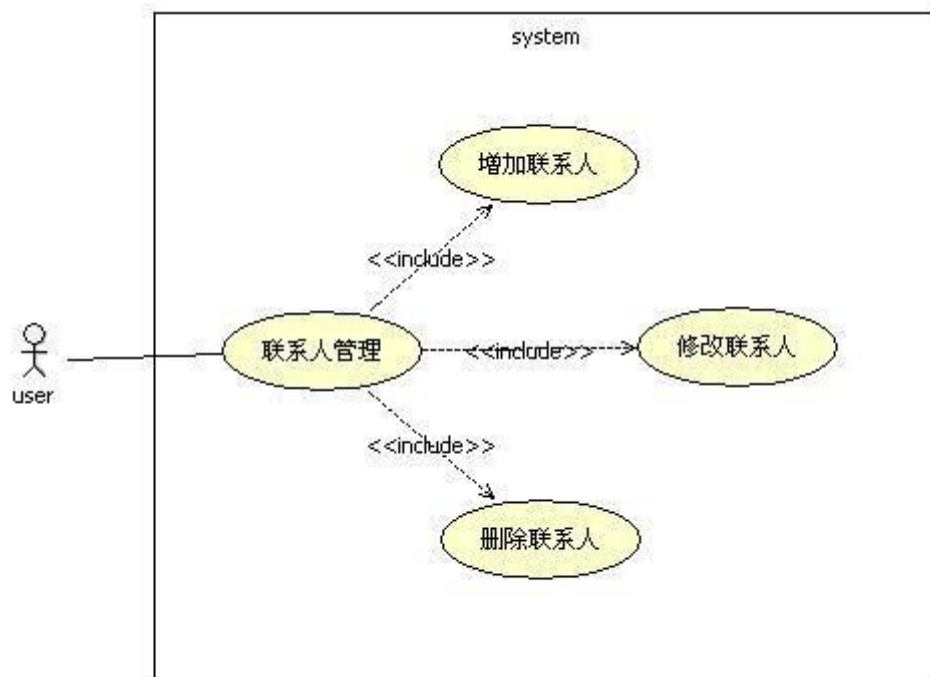 system
增加联系人
<<include>>
联系人管理
<<include>>
修改联系人
user
<<include>>
删除联系人